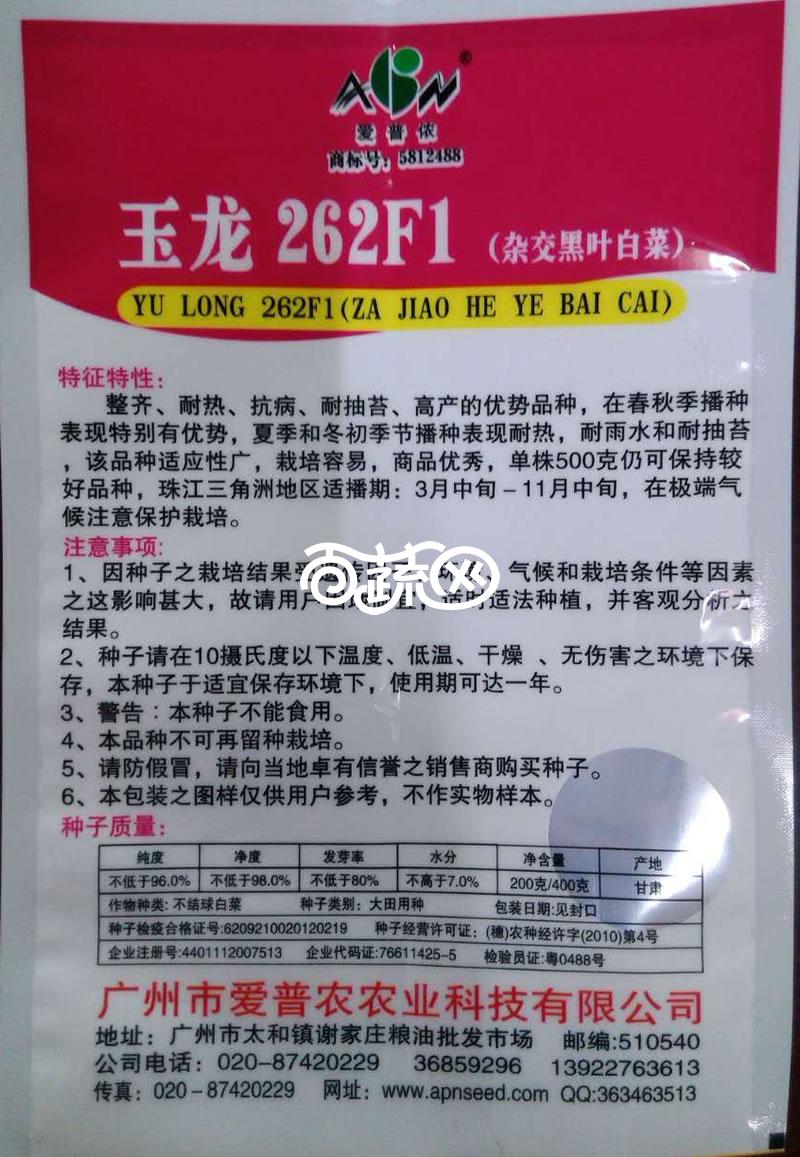 ABN®
爱普侬
商标号：5812488
玉龙 262F1 (杂交黑叶白菜)
YU LONG 262F1(ZA JIAO HE YE BAI CAI)
特征特性：
整齐、耐热、抗病、耐抽苔、高产的优势品种，在春秋季播种
表现特别有优势，夏季和冬初季节播种表现耐热，耐雨水和耐抽苔
，该品种适应性广，栽培容易，商品优秀，单株500克仍可保持较
好品种，珠江三角洲地区适播期：3月中旬－11月中旬，在极端气
候注意保护栽培。
注意事项：
百蔬网
1、因种子之栽培结果受 气候和栽培条件等因素
之这影响甚大，故请用户 适时适法种植，并客观分析之
结果。
2、种子请在10摄氏度以下温度、低温、干燥 、无伤害之环境下保
存，本种子于适宜保存环境下，使用期可达一年。
3、警告：本种子不能食用。
4、本品种不可再留种栽培。
5、请防假冒，请向当地卓有信誉之销售商购买种子。
6、本包装之图样仅供用户参考，不作实物样本。
种子质量：
纯度 净度 发芽率 水分 净含量 产地
不低于96.0% 不低于98.0% 不低于80% 不高于7.0% 200克/400克 甘肃
作物种类: 不结球白菜 种子类别: 大田用种 包装日期:见封口
种子检疫合格证号:6209210020120219 种子经营许可证: (穗)农种经许字(2010)第4号
企业注册号:4401112007513 企业代码证:76611425-5 检验员证:粤0488号
广州市爱普农农业科技有限公司
地址：广州市太和镇谢家庄粮油批发市场 邮编:510540
公司电话：020-87420229 36859296 13922763613
传真：020－87420229 网址：www.apnseed.com QQ:363463513